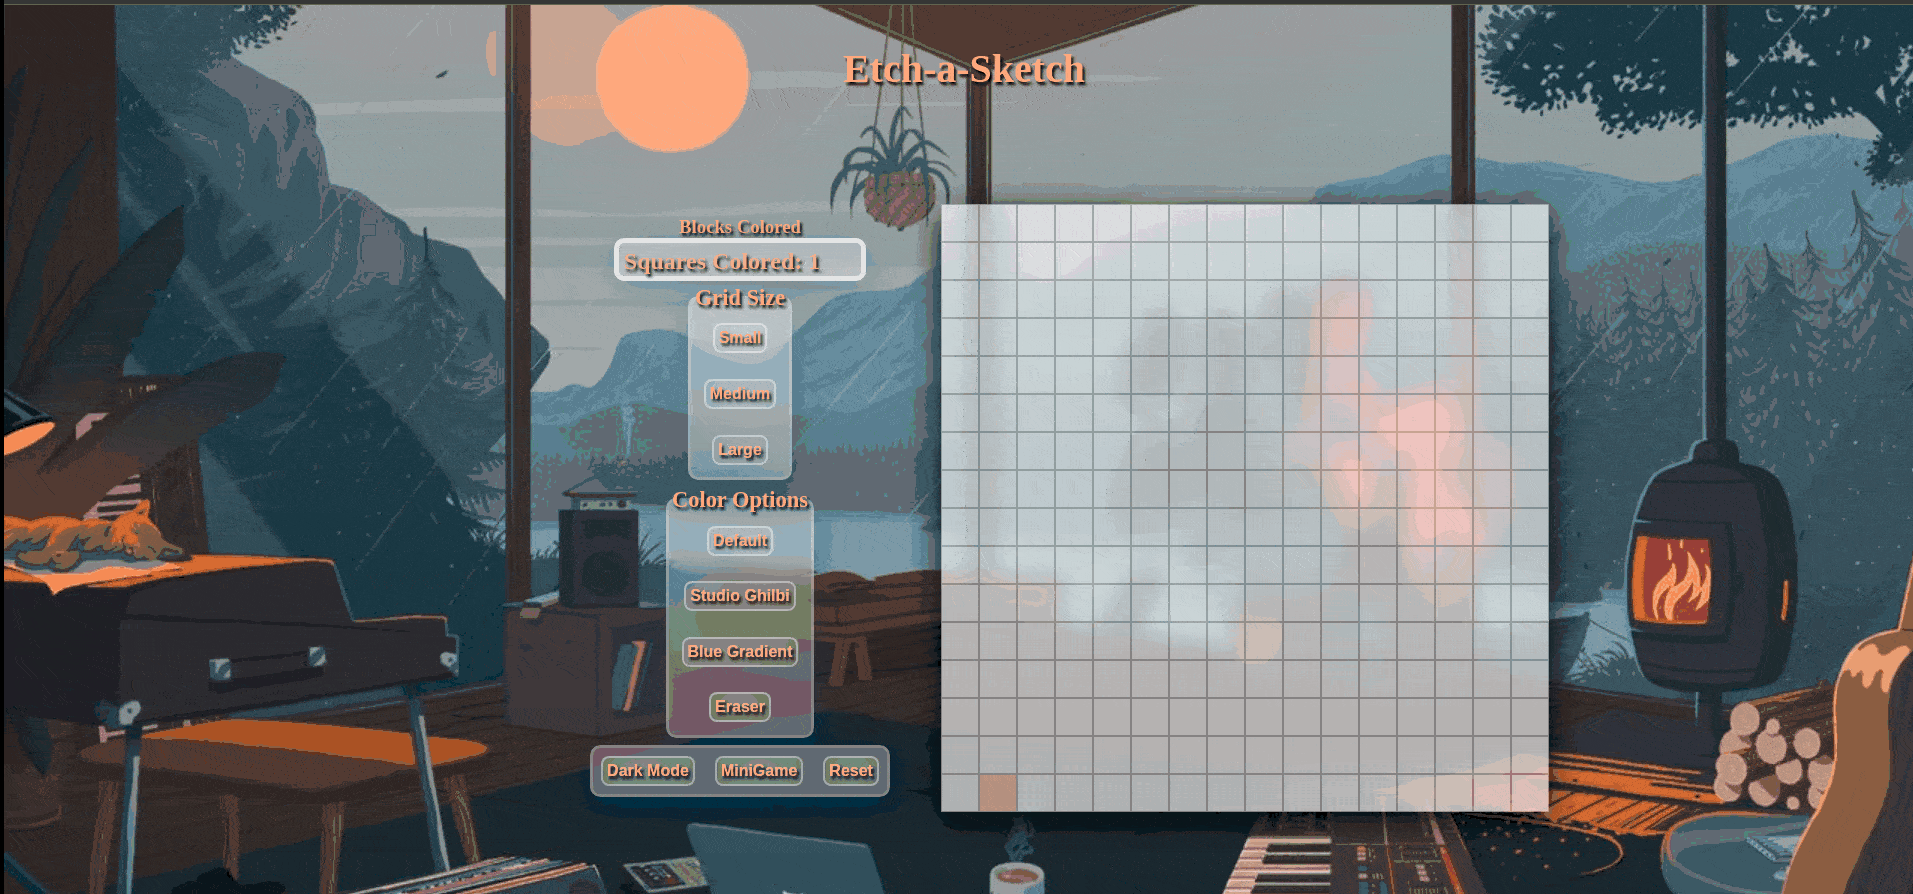 Etch-a-Sketch
Blocks Colored
Squares Colored: 1
Grid Size
Small
Medium
Large
Color Options
Default
Studio Ghilbi
Blue Gradient
Eraser
Dark Mode MiniGame Reset